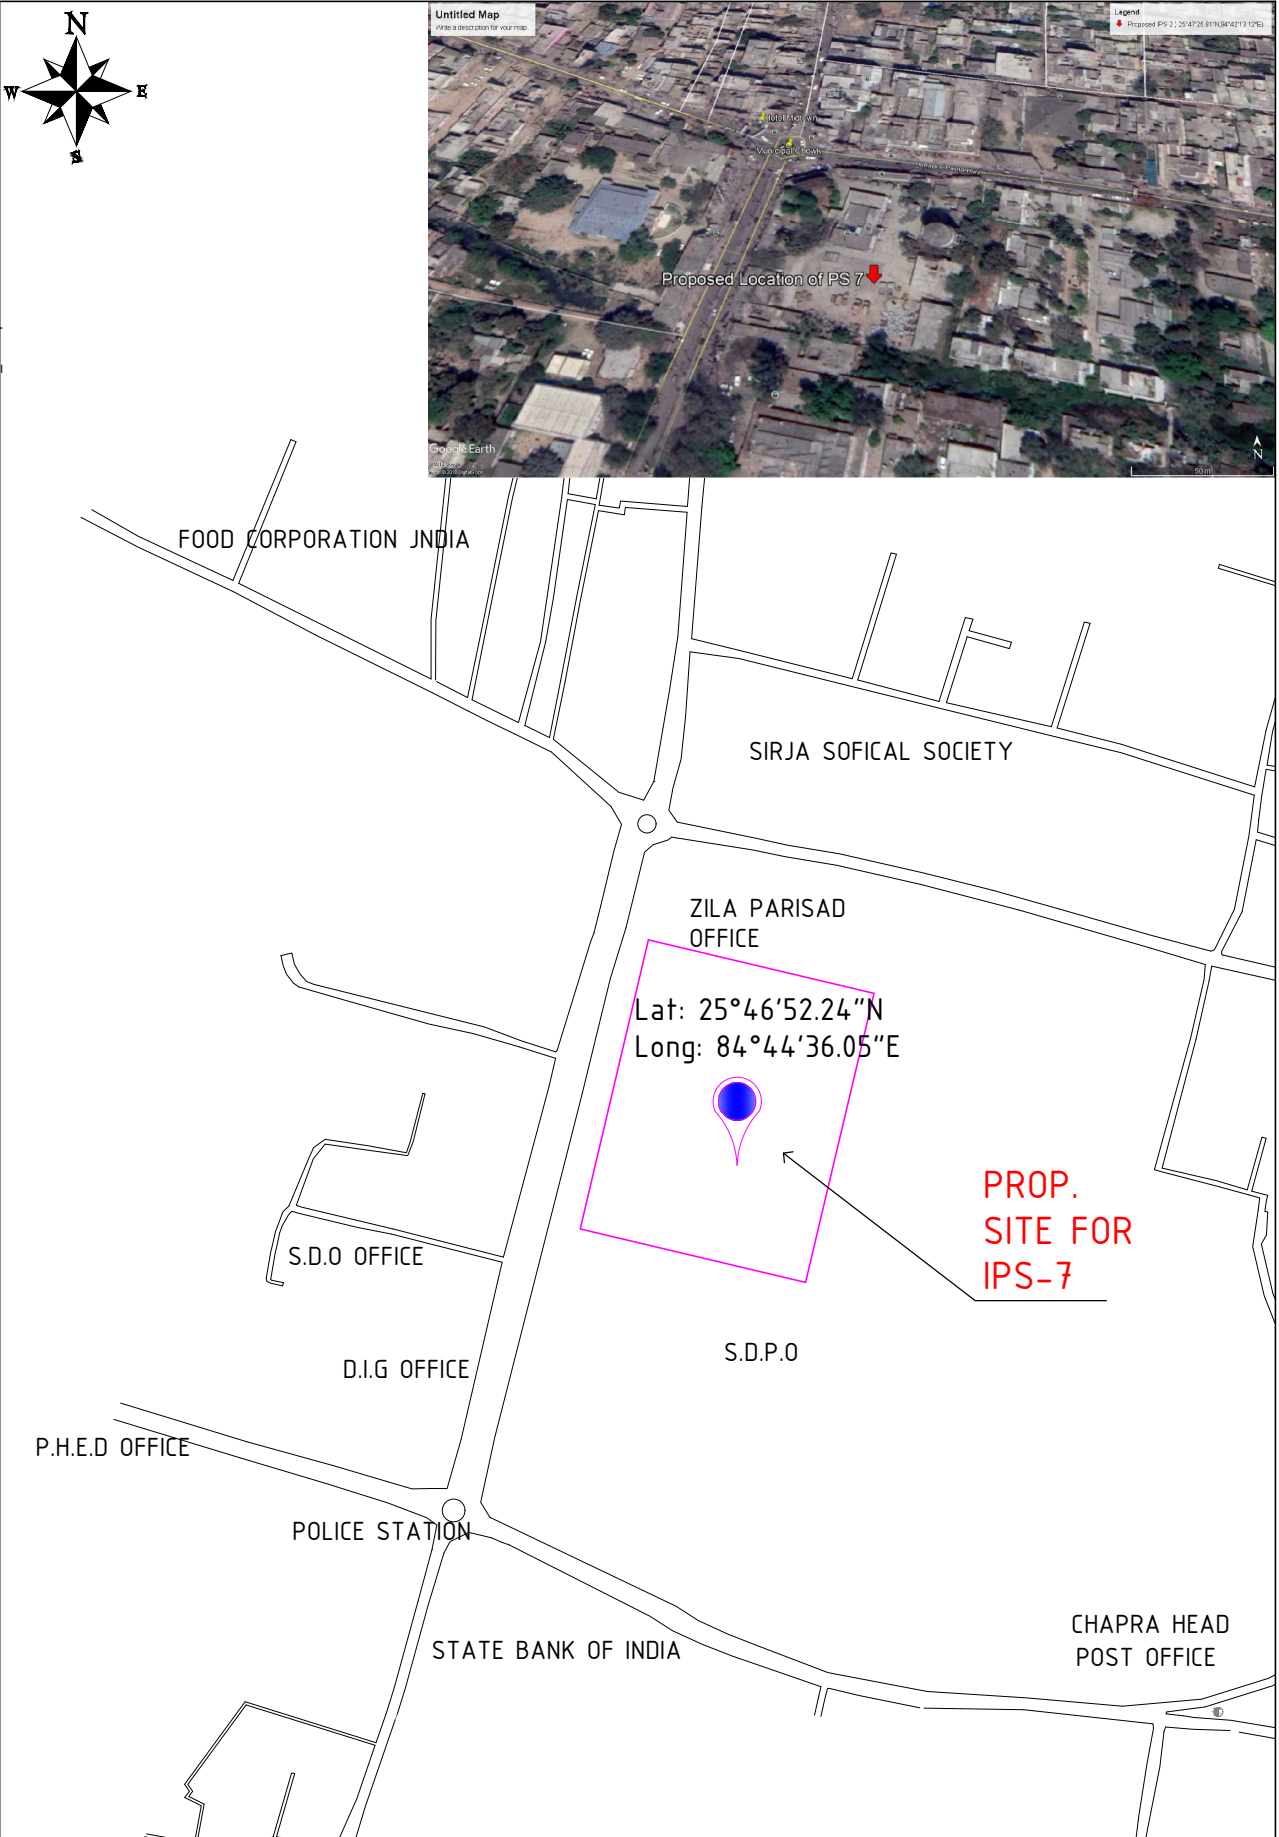 N
W
E
S
Untitled Map
Write a description for your map.
Legend
Hotel Midtown
Municipal Chowk
Proposed Location of PS 7
Google Earth
N
50 m
FOOD CORPORATION JNDIA
SIRJA SOFICAL SOCIETY
ZILA PARISAD
OFFICE
Lat: 25°46'52.24"N
Long: 84°44'36.05"E
PROP.
SITE FOR
IPS-7
S.D.O OFFICE
S.D.P.O
D.I.G OFFICE
P.H.E.D OFFICE
POLICE STATION
STATE BANK OF INDIA
CHAPRA HEAD
POST OFFICE